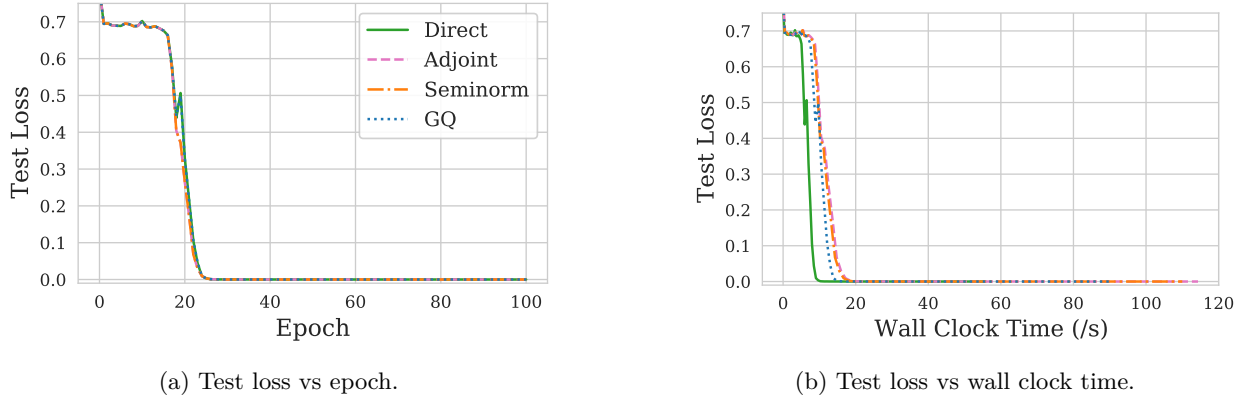 0.7
0.6
0.5
0.4
0.3
0.2
0.1
0.0
Test Loss
0 20 40 60 80 100
Epoch
Direct
Adjoint
Seminorm
GQ
(a) Test loss vs epoch.
0.7
0.6
0.5
0.4
0.3
0.2
0.1
0.0
Test Loss
0 20 40 60 80 100 120
Wall Clock Time (/s)
(b) Test loss vs wall clock time.